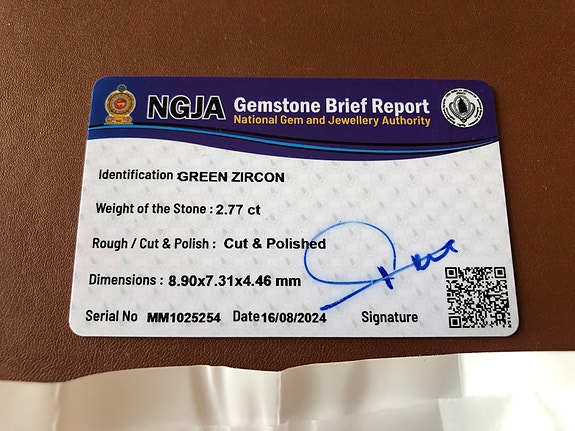 NGJA Gemstone Brief Report
National Gem and Jewellery Authority
Identification :GREEN ZIRCON
Weight of the Stone : 2.77 ct
Rough / Cut & Polish : Cut & Polished
Dimensions : 8.90x7.31x4.46 mm
Serial No MM1025254 Date 16/08/2024 Signature